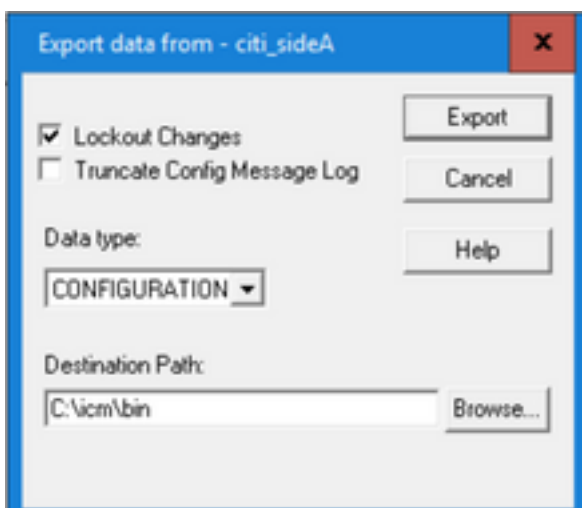 Export data from - citi_sideA
Lockout Changes
Truncate Config Message Log
Export
Cancel
Help
Data type:
CONFIGURATION
Destination Path:
C:\icm\bin
Browse...